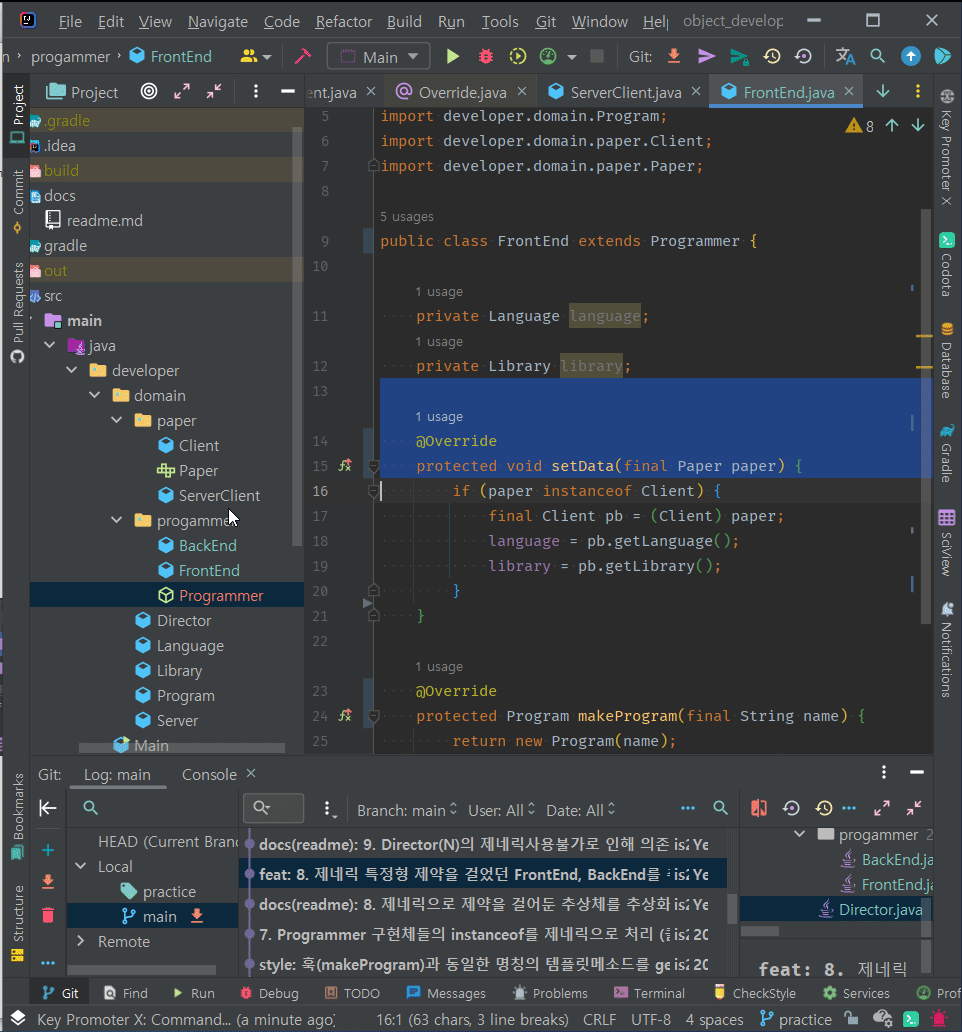 File Edit View Navigate Code Refactor Build Run Tools Git Window Help object_develop
progammer FrontEnd Main Git:
Project ent.java Override.java ServerClient.java FrontEnd.java
.gradle
.idea
build
docs
readme.md
gradle
out
src
main
java
developer
domain
paper
Client
Paper
ServerClient
progammer
BackEnd
FrontEnd
Programmer
Director
Language
Library
Program
Server
Main
Project
Commit
Pull Requests
Bookmarks
Structure
8
5 import developer.domain.Program;
6 import developer.domain.paper.Client;
7 import developer.domain.paper.Paper;
8
5 usages
9 public class FrontEnd extends Programmer {
10
1 usage
11 private Language language;
1 usage
12 private Library library;
13
1 usage
14 @Override
15 protected void setData(final Paper paper) {
16 if (paper instanceof Client) {
17 final Client pb = (Client) paper;
18 language = pb.getLanguage();
19 library = pb.getLibrary();
20 }
21 }
22
1 usage
23 @Override
24 protected Program makeProgram(final String name) {
25 return new Program(name);
Key Promoter X
Codota
Database
Gradle
SciView
Notifications
Git: Log: main Console
Branch: main User: All Date: All
HEAD (Current Branc
Local
practice
main
Remote
docs(readme): 9. Director(N)의 제네릭사용불가로 인해 의존 is: Ye
feat: 8. 제네릭 특정형 제약을 걸었던 FrontEnd, BackEnd를 is: Ye
docs(readme): 8. 제네릭으로 제약을 걸어둔 추상체를 추상화 is: Ye
7. Programmer 구현체들의 instanceof를 제네릭으로 처리 is: 20
style: 훅(makeProgram)과 동일한 명칭의 템플릿메소드를 ge is: 20
progammer 2
BackEnd.ja
FrontEnd.ja
Director.java
feat: 8. 제네릭
Git Find Run Debug TODO Messages Problems Terminal CheckStyle Services Prof
Key Promoter X: Command... (a minute ago) 16:1 (63 chars, 3 line breaks) CRLF UTF-8 4 spaces practice